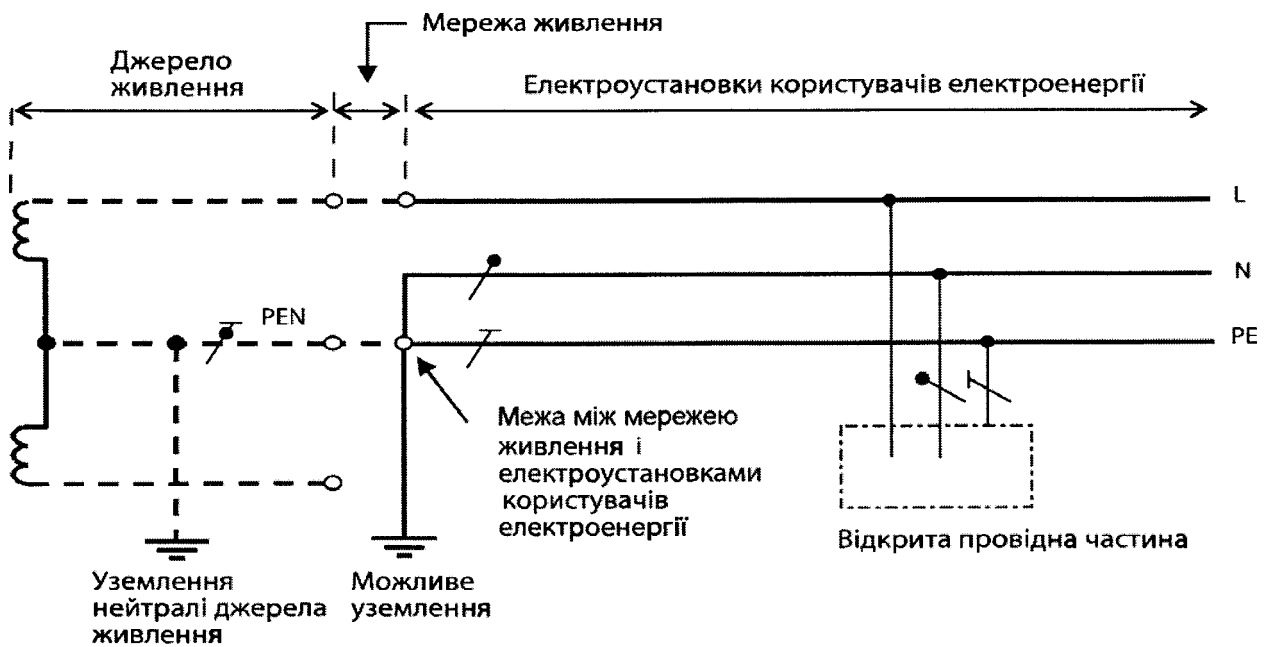 Мережа живлення
Джерело
живлення
Електроустановки користувачів електроенергії
L
N
PEN
PE
Межа між мережею
живлення і
електроустановками
користувачів
електроенергії
Відкрита провідна частина
Уземлення
нейтралі джерела
живлення
Можливе
уземлення